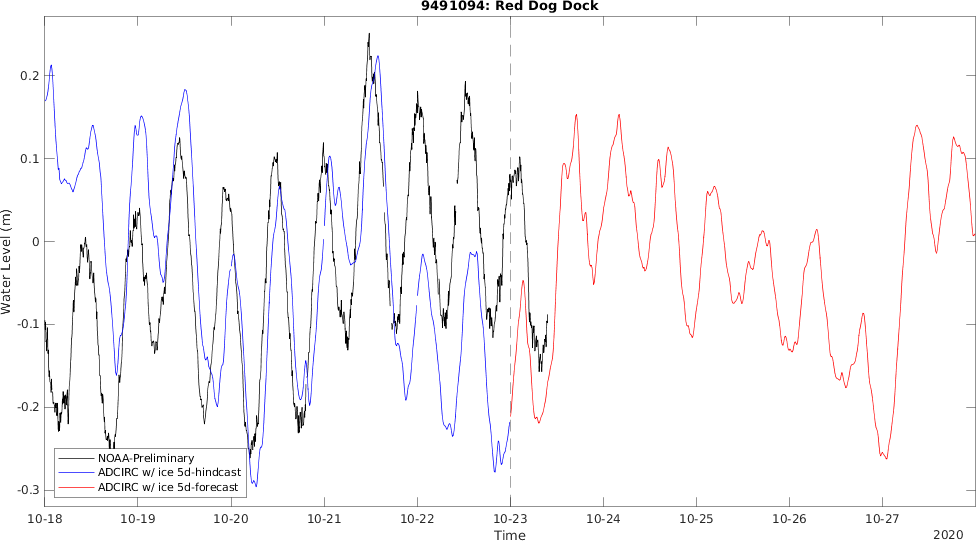 9491094: Red Dog Dock
Water Level (m)
0.2
0.1
0
-0.1
-0.2
-0.3
NOAA-Preliminary
ADCIRC w/ ice 5d-hindcast
ADCIRC w/ ice 5d-forecast
10-18 10-19 10-20 10-21 10-22 10-23 10-24 10-25 10-26 10-27
Time
2020